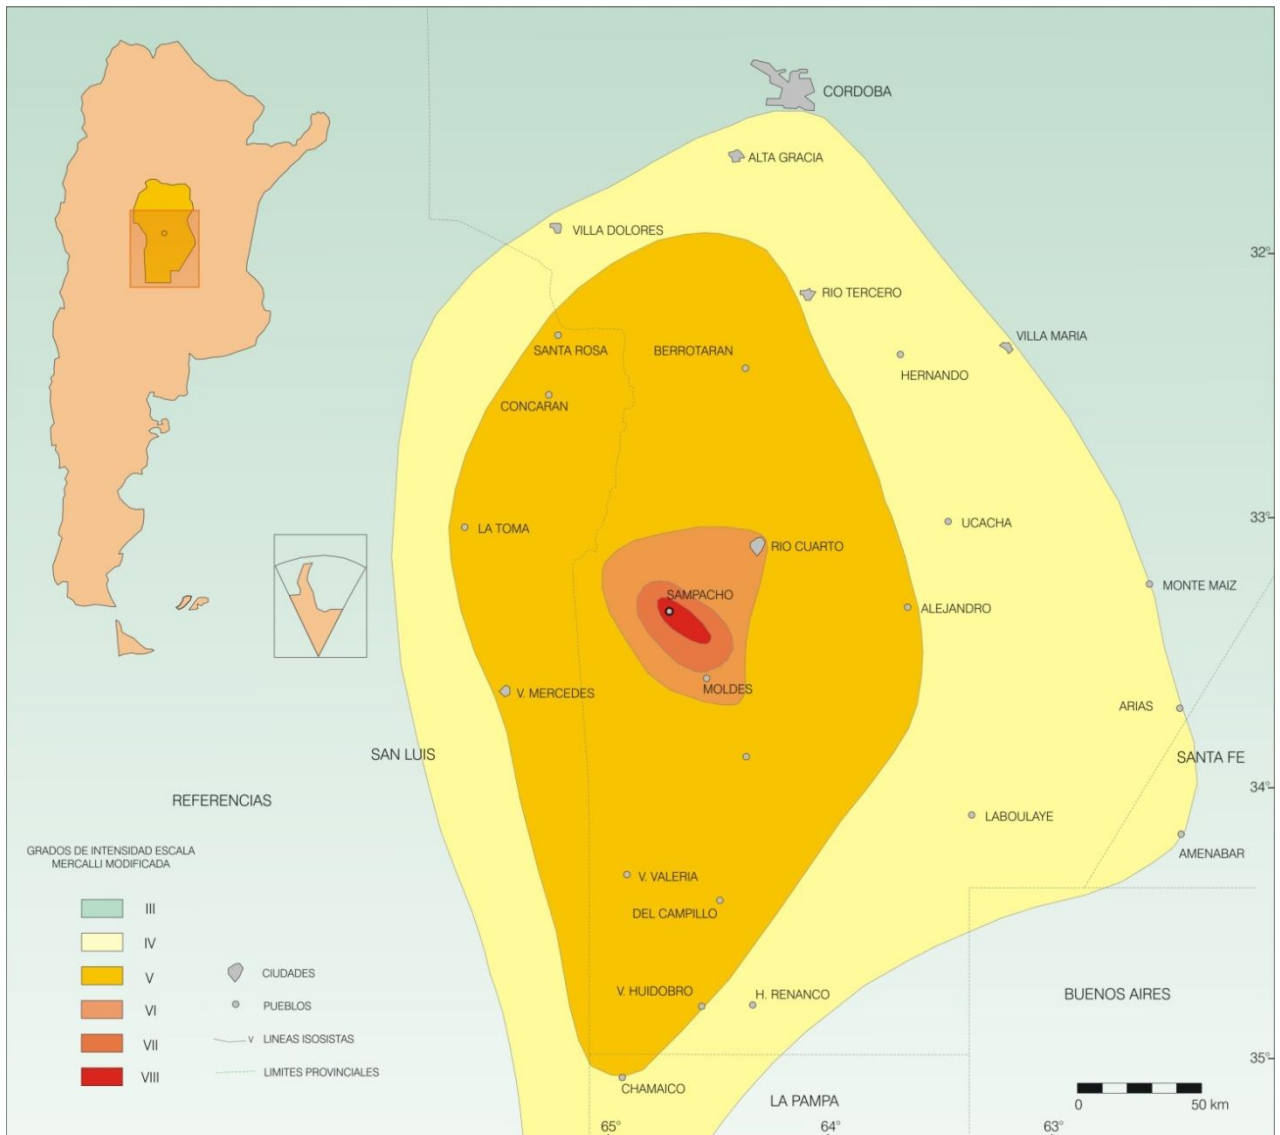 CORDOBA
ALTA GRACIA
VILLA DOLORES
32°
RIO TERCERO
VILLA MARIA
SANTA ROSA
BERROTARAN
HERNANDO
CONCARAN
33°
LA TOMA
UCACHA
RIO CUARTO
MONTE MAIZ
SAMPACHO
ALEJANDRO
V. MERCEDES
MOLDES
ARIAS
SAN LUIS
SANTA FE
34°
LABOULAYE
AMENABAR
V. VALERIA
DEL CAMPILLO
V. HUIDOBRO
H. RENANCO
BUENOS AIRES
35°
CHAMAICO
LA PAMPA
65°
64°
63°
0
50 km
REFERENCIAS
GRADOS DE INTENSIDAD ESCALA
MERCALLI MODIFICADA
III
IV
V
VI
VII
VIII
CIUDADES
PUEBLOS
V LINEAS ISOSISTAS
LIMITES PROVINCIALES